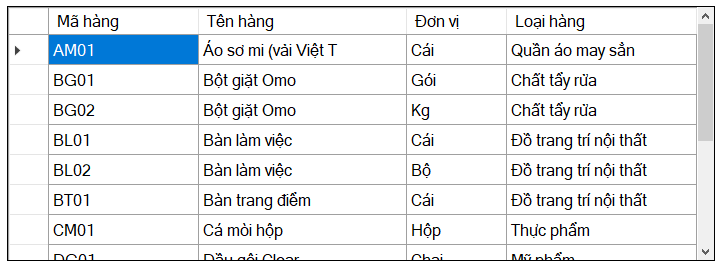 Mã hàng Tên hàng Đơn vị Loại hàng
AM01 Áo sơ mi (vải Việt T Cái Quần áo may sẳn
BG01 Bột giặt Omo Gói Chất tẩy rửa
BG02 Bột giặt Omo Kg Chất tẩy rửa
BL01 Bàn làm việc Cái Đồ trang trí nội thất
BL02 Bàn làm việc Bộ Đồ trang trí nội thất
BT01 Bàn trang điểm Cái Đồ trang trí nội thất
CM01 Cá mòi hộp Hộp Thực phẩm
DG01 Dầu gội Clear Chai Mỹ phẩm